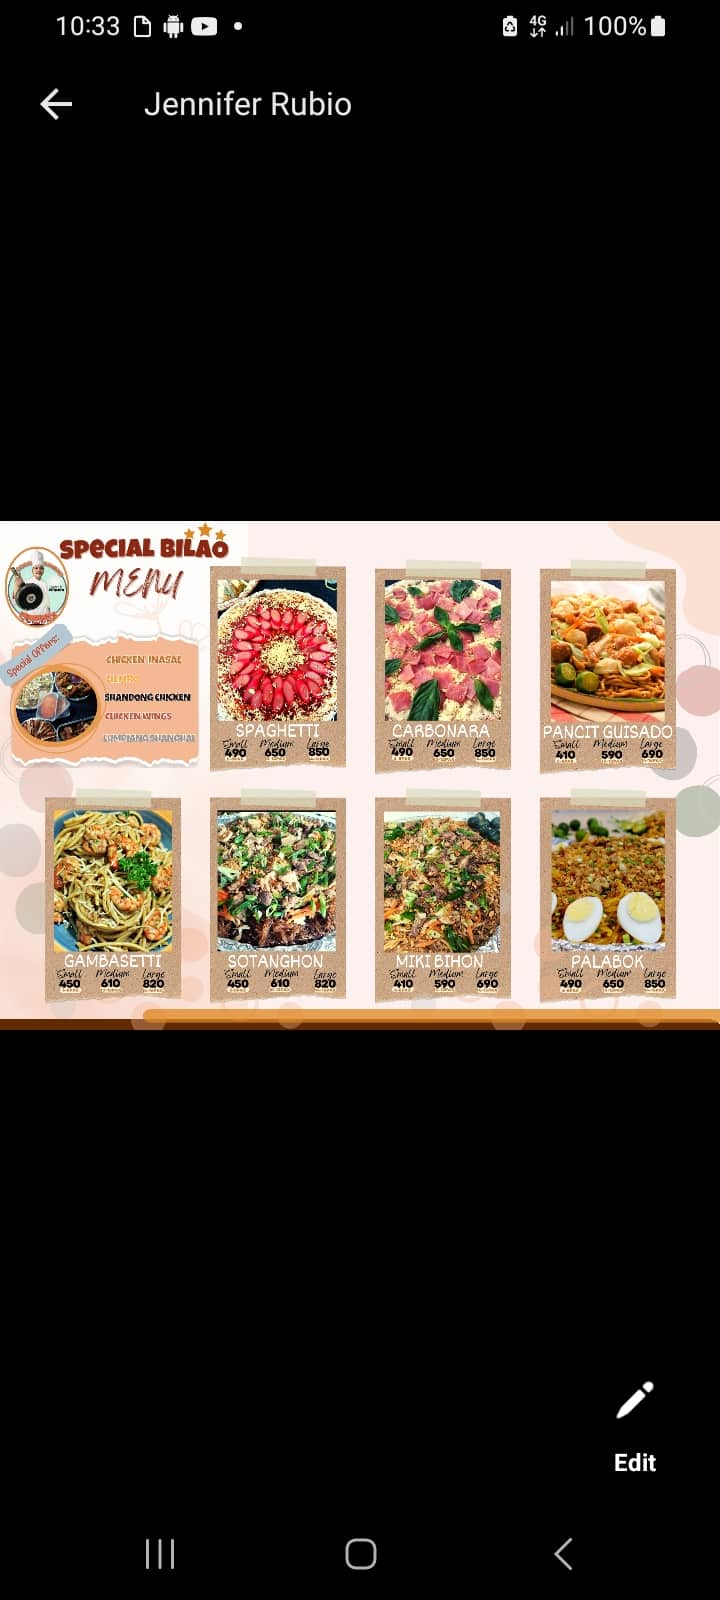 10:33
4G
100%
Jennifer Rubio
SPECIAL BILAO
MENU
Special Offers:
CHICKEN INASAL
SHANDONG CHICKEN
CHICKEN WINGS
LUMPIANG SHANGHAI
SPAGHETTI
Small Medium Large
490 650 850
CARBONARA
Small Medium Large
490 650 850
PANCIT GUISADO
Small Medium Large
410 590 690
GAMBASETTI
Small Medium Large
450 610 820
SOTANGHON
Small Medium Large
450 610 820
MIKI BIHON
Small Medium Large
410 590 690
PALABOK
Small Medium Large
490 650 850
Edit